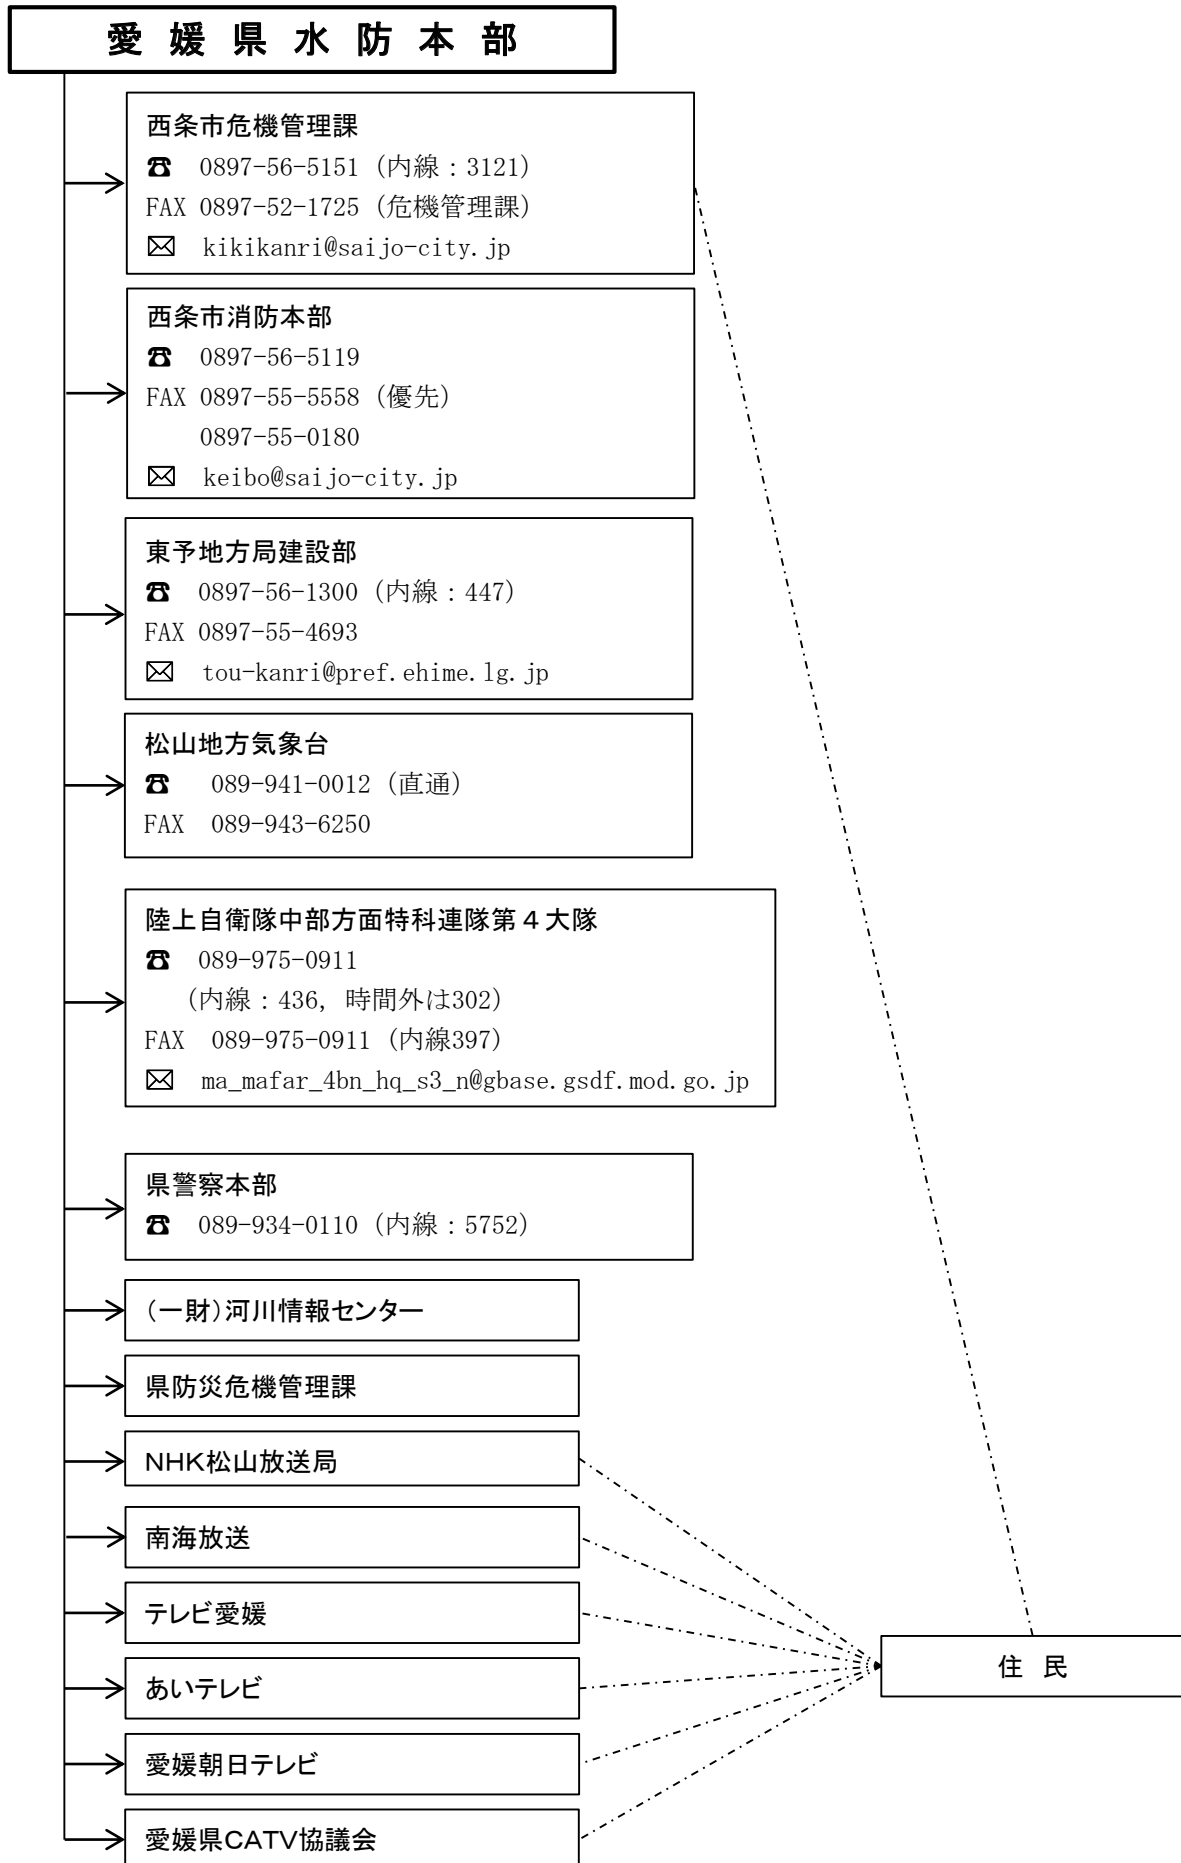 愛媛県水防本部
西条市危機管理課
☎ 0897-56-5151（内線：3121）
FAX 0897-52-1725（危機管理課）
✉ kikikanri@saijo-city.jp
西条市消防本部
☎ 0897-56-5119
FAX 0897-55-5558（優先）
0897-55-0180
✉ keibo@saijo-city.jp
東予地方局建設部
☎ 0897-56-1300（内線：447）
FAX 0897-55-4693
✉ tou-kanri@pref.ehime.lg.jp
松山地方気象台
☎ 089-941-0012（直通）
FAX 089-943-6250
陸上自衛隊中部方面特科連隊第４大隊
☎ 089-975-0911
（内線：436，時間外は302）
FAX 089-975-0911（内線397）
✉ ma_mafar_4bn_hq_s3_n@gbase.gsdf.mod.go.jp
県警察本部
☎ 089-934-0110（内線：5752）
（一財）河川情報センター
県防災危機管理課
NHK松山放送局
南海放送
テレビ愛媛
あいテレビ
愛媛朝日テレビ
愛媛県CATV協議会
住民